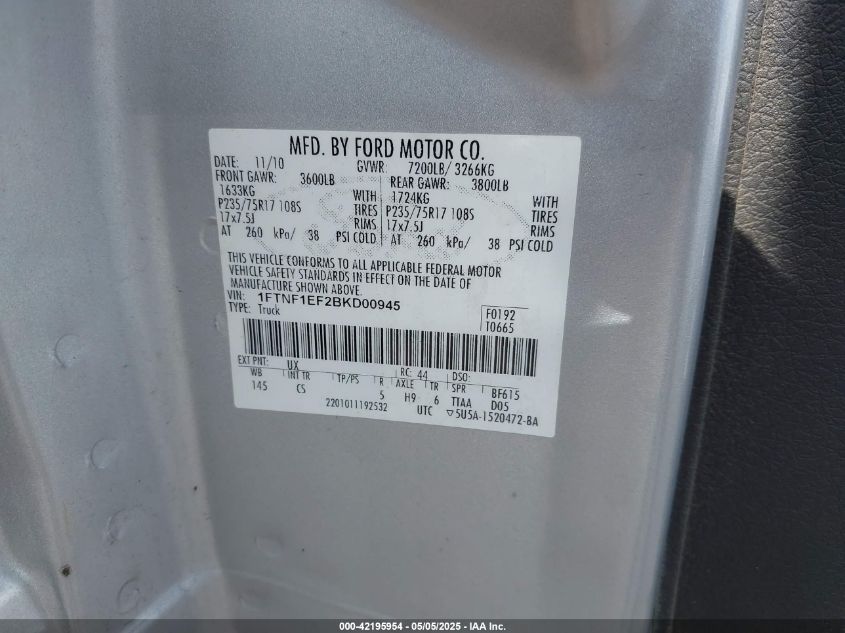 MFD. BY FORD MOTOR CO.
DATE: 11/10 GVWR: 7200LB/ 3266KG
FRONT GAWR: 3600LB REAR GAWR: 3800LB
1633KG WITH 1724KG WITH
P235/75R17 108S TIRES P235/75R17 108S TIRES
17x7.5J RIMS 17x7.5J RIMS
AT 260 kPa/ 38 PSI COLD AT 260 kPa/ 38 PSI COLD
THIS VEHICLE CONFORMS TO ALL APPLICABLE FEDERAL MOTOR
VEHICLE SAFETY STANDARDS IN EFFECT ON THE DATE OF
MANUFACTURE SHOWN ABOVE.
VIN: 1FTNF1EF2BKD00945 F0192
TYPE: Truck T0665
EXT PNT: UX RC: 44 DSO:
WB INT TR TP/PS R AXLE TR SPR BF615
145 CS 5 H9 6 TTAA D05
2201011192532 UTC ▽5U5A-1520472-BA
000-42195954 - 05/05/2025 - IAA Inc.